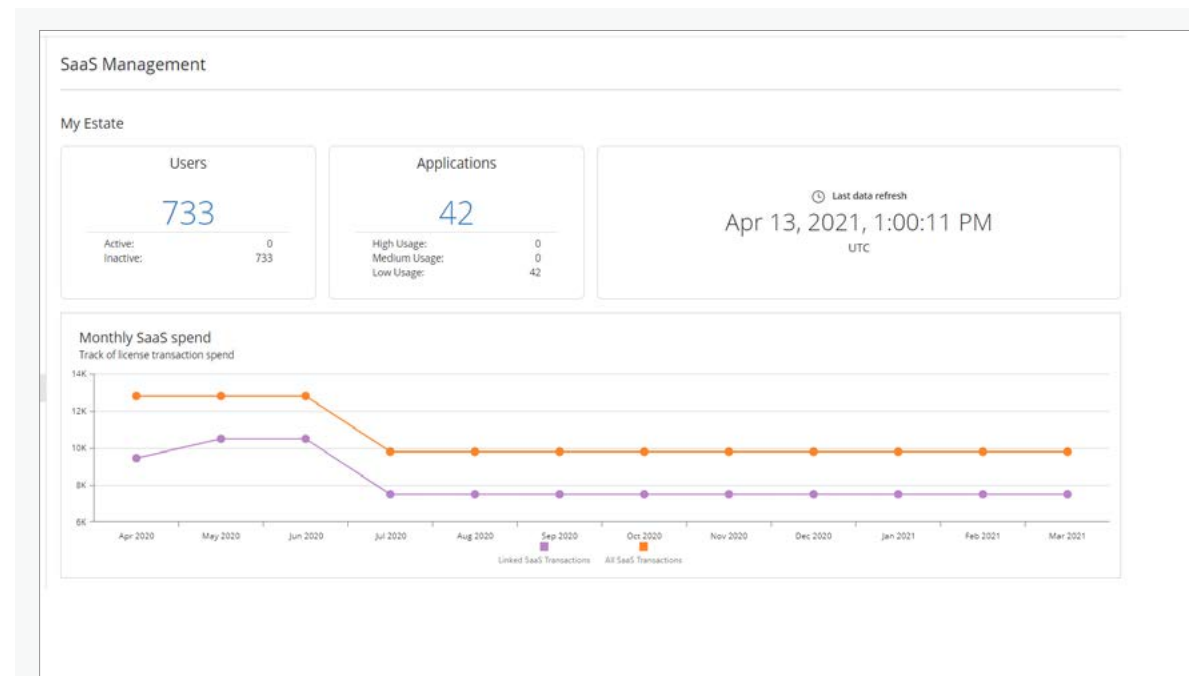 SaaS Management
My Estate
Users
733
Active: 0
Inactive: 733
Applications
42
High Usage: 0
Medium Usage: 0
Low Usage: 42
Last data refresh
Apr 13, 2021, 1:00:11 PM
UTC
Monthly SaaS spend
Track of license transaction spend
14K
12K
10K
8K
6K
Apr 2020 May 2020 Jun 2020 Jul 2020 Aug 2020 Sep 2020 Oct 2020 Nov 2020 Dec 2020 Jan 2021 Feb 2021 Mar 2021
Linked SaaS Transactions All SaaS Transactions